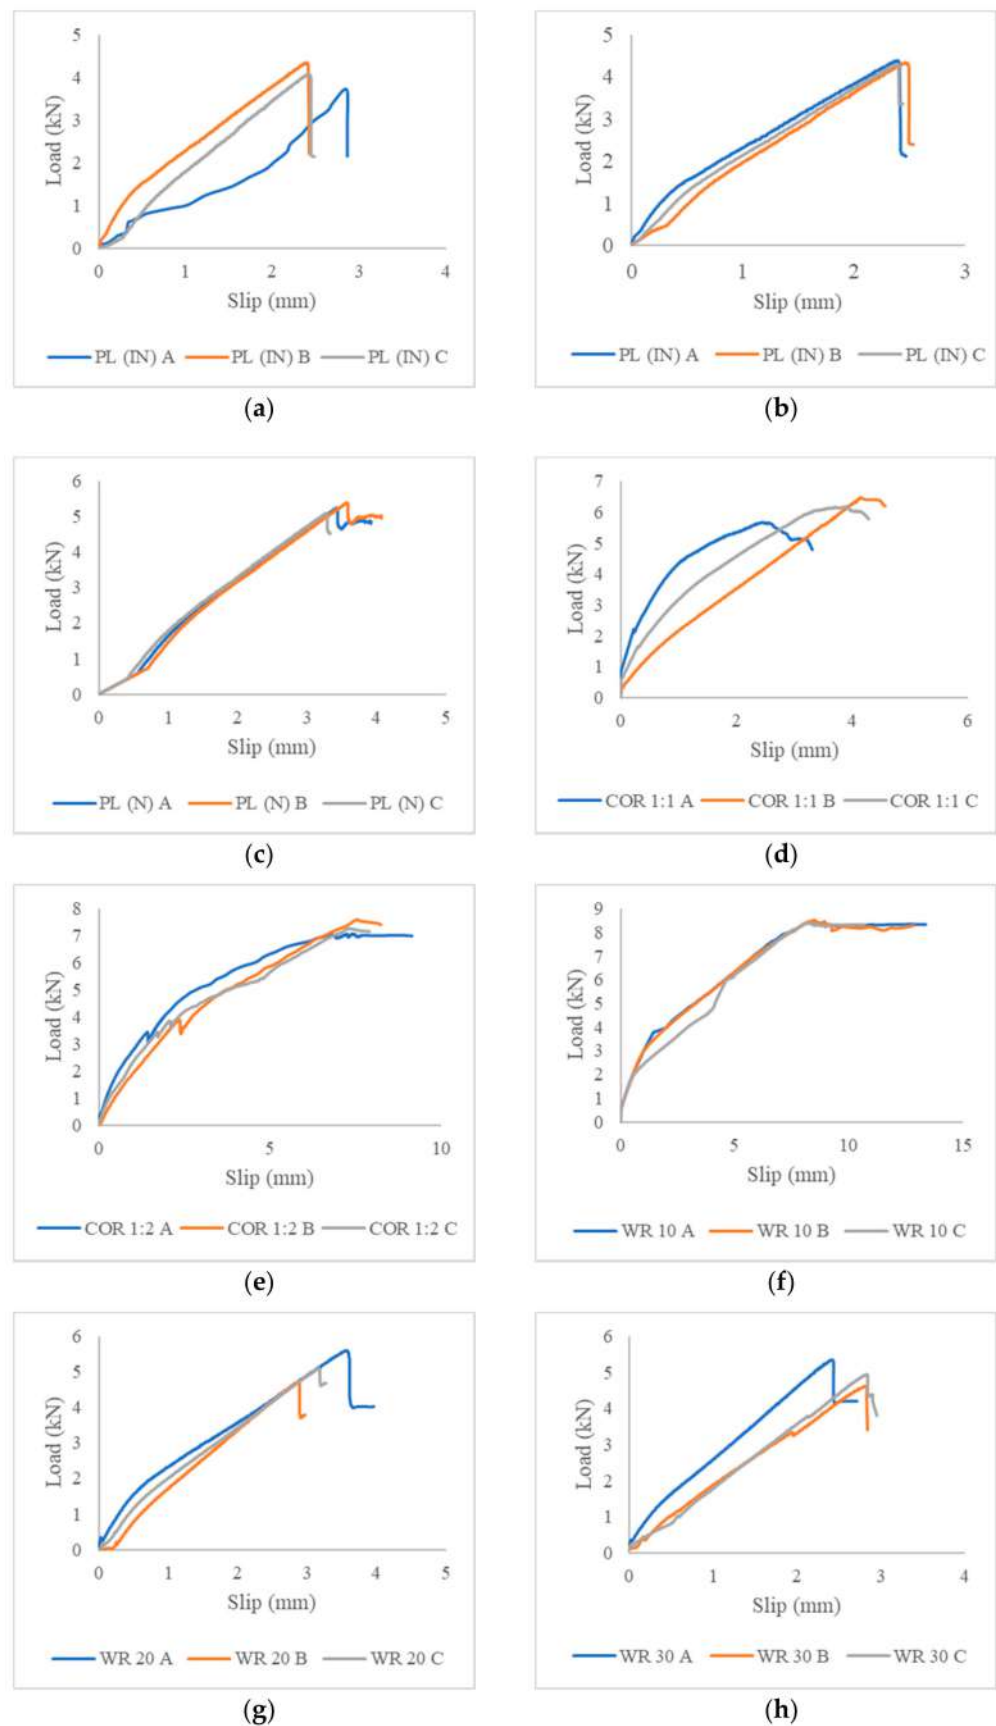 5
4
3
2
1
0
Load (kN)
0 1 2 3 4
Slip (mm)
PL (IN) A PL (IN) B PL (IN) C
(a)
5
4
3
2
1
0
Load (kN)
0 1 2 3
Slip (mm)
PL (IN) A PL (IN) B PL (IN) C
(b)
6
5
4
3
2
1
0
Load (kN)
0 1 2 3 4 5
Slip (mm)
PL (N) A PL (N) B PL (N) C
(c)
7
6
5
4
3
2
1
0
Load (kN)
0 2 4 6
Slip (mm)
COR 1:1 A COR 1:1 B COR 1:1 C
(d)
8
7
6
5
4
3
2
1
0
Load (kN)
0 5 10
Slip (mm)
COR 1:2 A COR 1:2 B COR 1:2 C
(e)
9
8
7
6
5
4
3
2
1
0
Load (kN)
0 5 10 15
Slip (mm)
WR 10 A WR 10 B WR 10 C
(f)
6
5
4
3
2
1
0
Load (kN)
0 1 2 3 4 5
Slip (mm)
WR 20 A WR 20 B WR 20 C
(g)
6
5
4
3
2
1
0
Load (kN)
0 1 2 3 4
Slip (mm)
WR 30 A WR 30 B WR 30 C
(h)